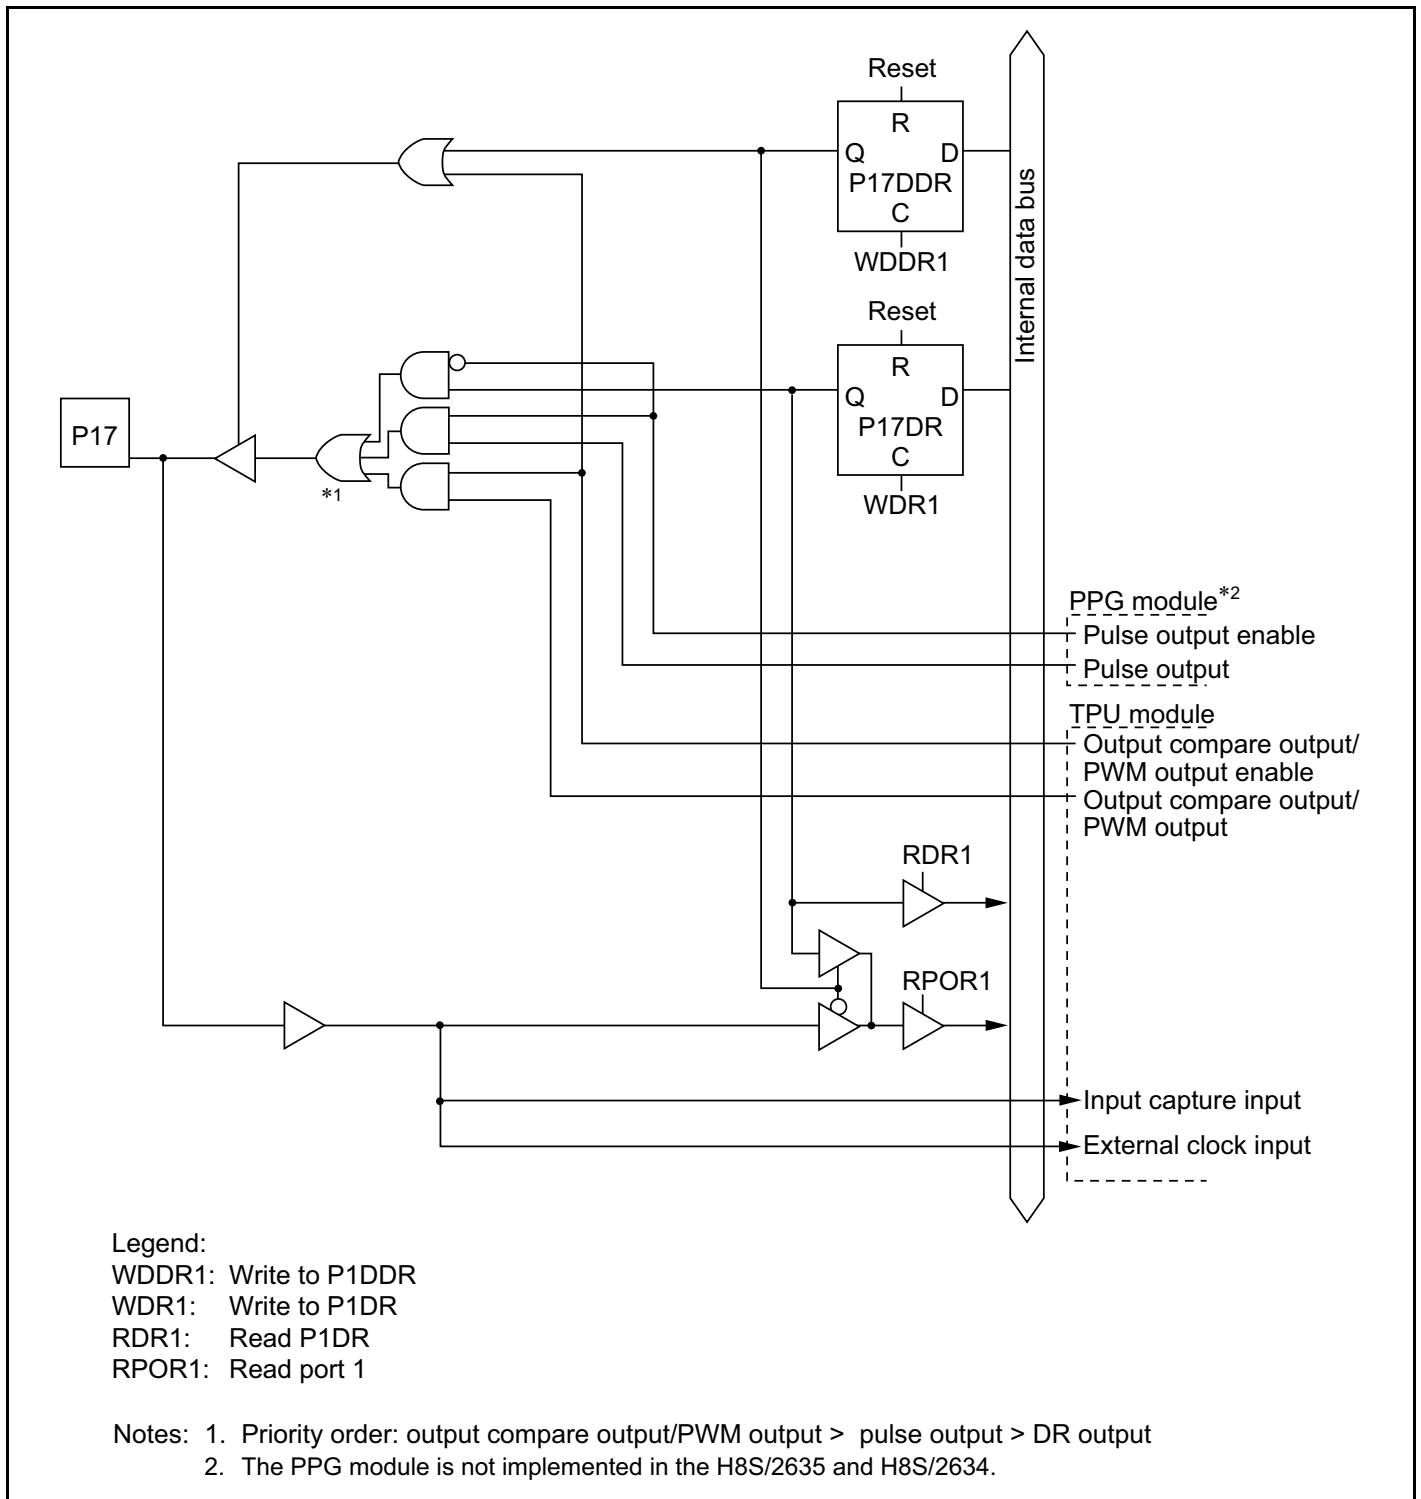 Reset
R
Q D
P17DDR
C
WDDR1
Internal data bus
Reset
R
Q D
P17DR
C
WDR1
P17
*1
PPG module*2
Pulse output enable
Pulse output
TPU module
Output compare output/
PWM output enable
Output compare output/
PWM output
RDR1
RPOR1
Input capture input
External clock input
Legend:
WDDR1: Write to P1DDR
WDR1: Write to P1DR
RDR1: Read P1DR
RPOR1: Read port 1
Notes: 1. Priority order: output compare output/PWM output > pulse output > DR output
2. The PPG module is not implemented in the H8S/2635 and H8S/2634.